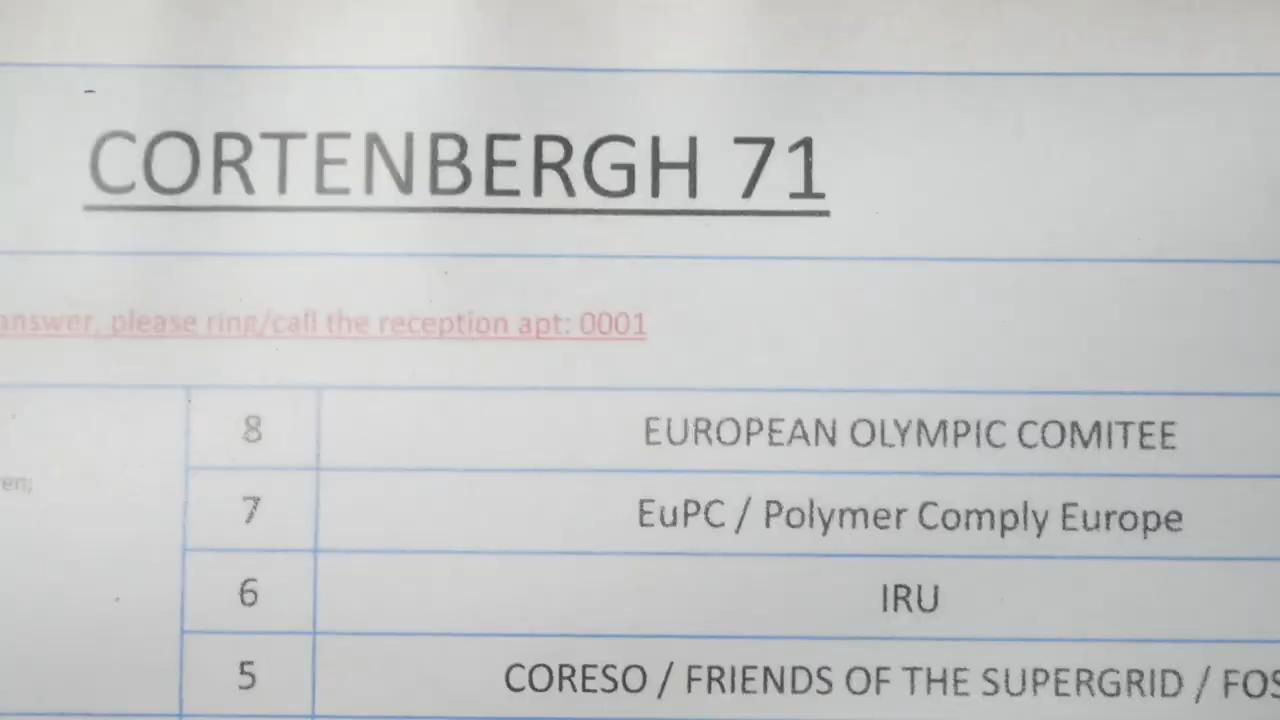 CORTENBERGH 71
answer, please ring/call the reception apt: 0001
8 EUROPEAN OLYMPIC COMITEE
7 EuPC / Polymer Comply Europe
6 IRU
5 CORESO / FRIENDS OF THE SUPERGRID /